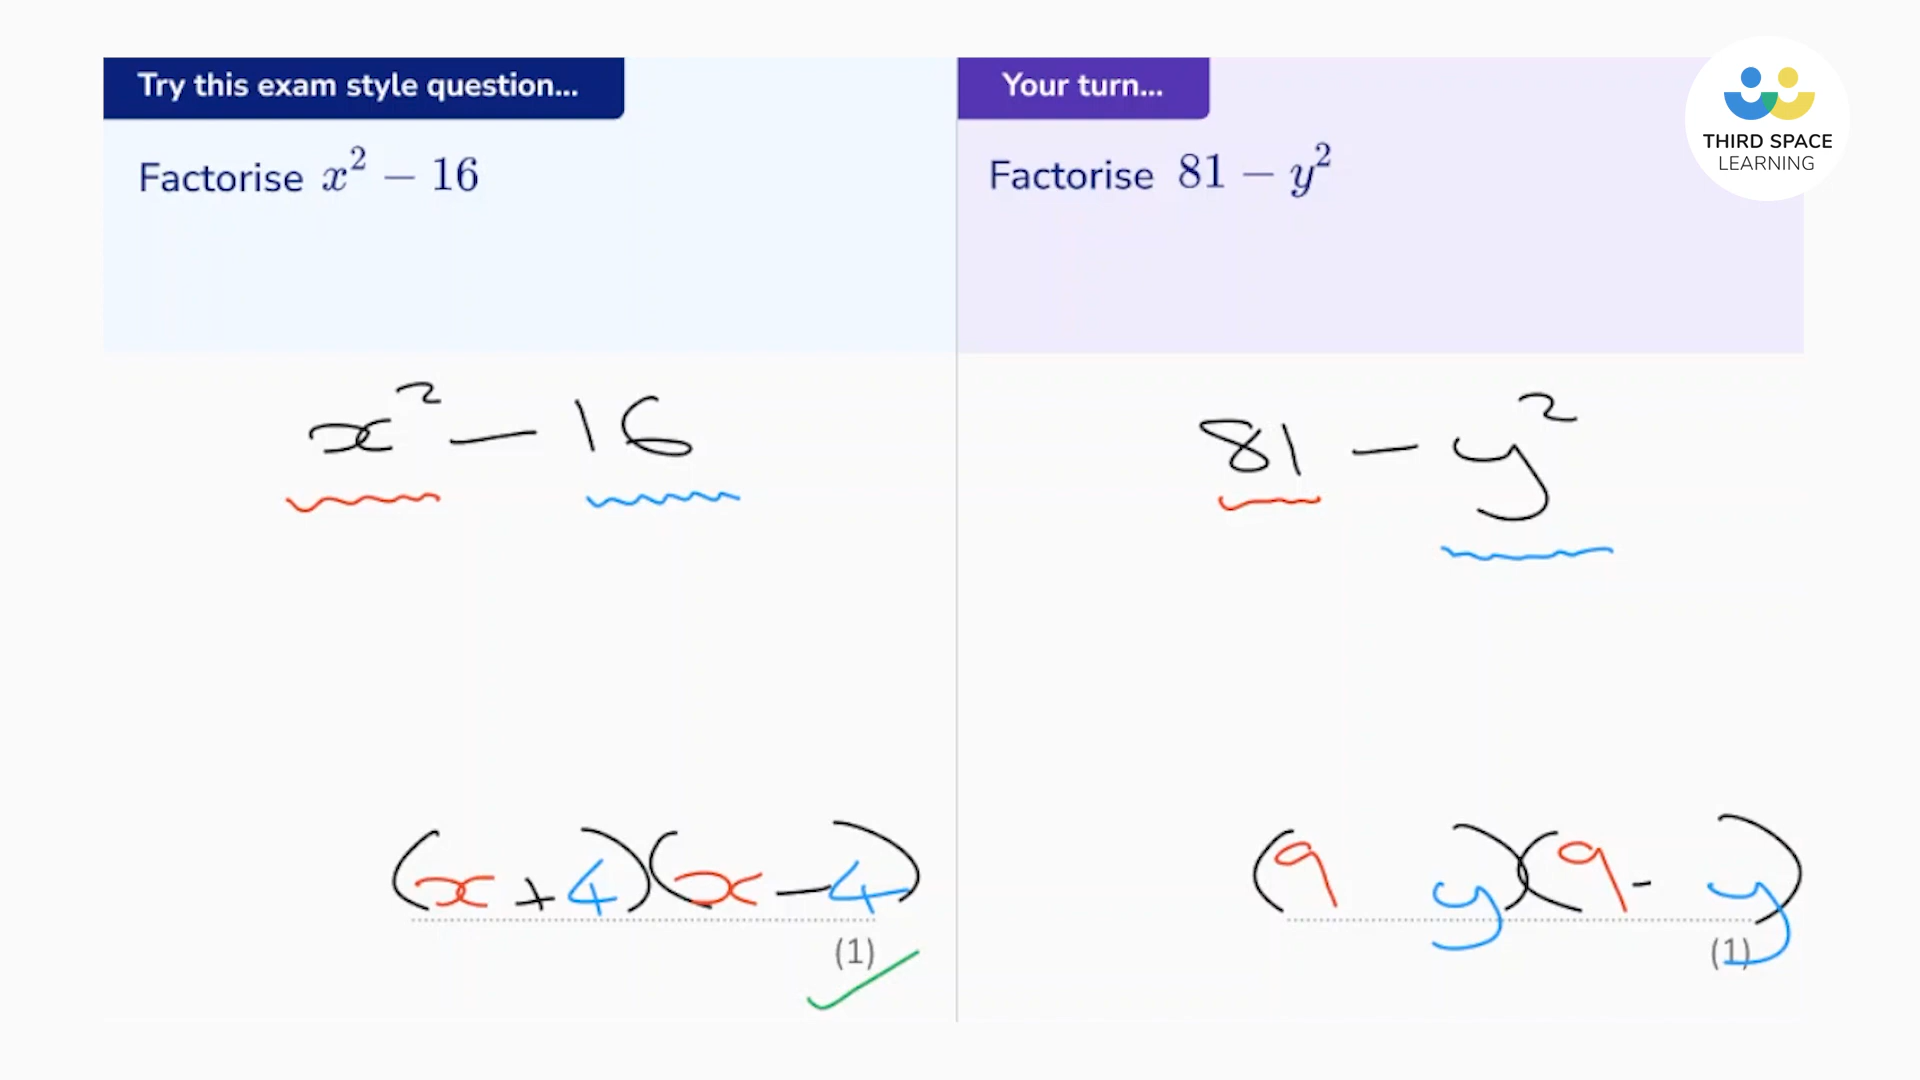 Try this exam style question...
Factorise x² − 16
x² − 16
(x + 4)(x − 4)
(1)
Your turn...
Factorise 81 − y²
81 − y²
(9 y)(9 - y)
(1)
THIRD SPACE
LEARNING